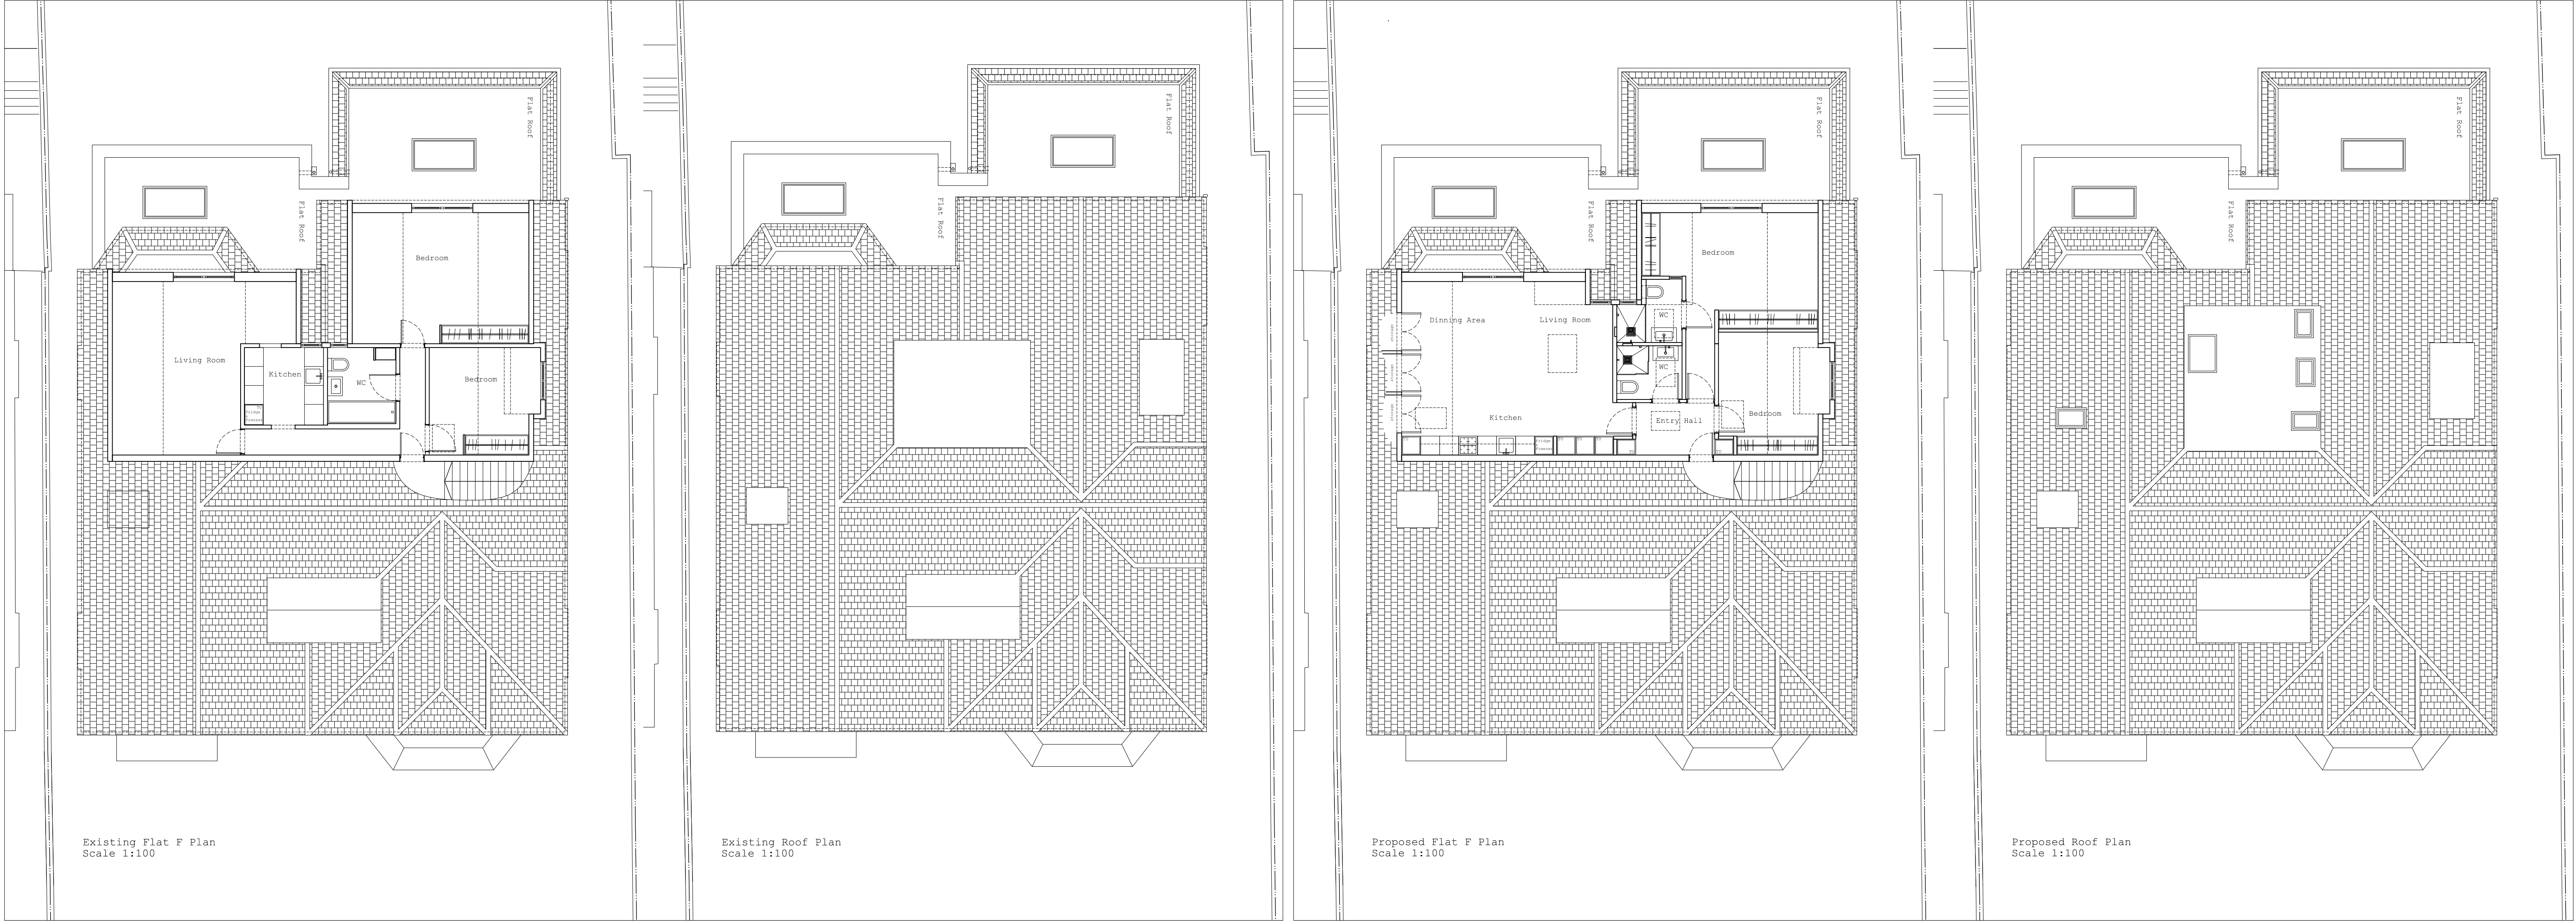 Flat Roof
Flat Roof
Bedroom
Living Room
Kitchen
WC
Bedroom
Fridge
Existing Flat F Plan
Scale 1:100
Flat Roof
Flat Roof
Existing Roof Plan
Scale 1:100
Flat Roof
Flat Roof
Bedroom
Dinning Area
Living Room
WC
WC
Kitchen
Entry Hall
Bedroom
Fridge
Freezer
Proposed Flat F Plan
Scale 1:100
Flat Roof
Flat Roof
Proposed Roof Plan
Scale 1:100